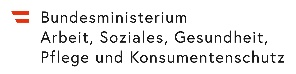 Bundesministerium
Arbeit, Soziales, Gesundheit,
Pflege und Konsumentenschutz